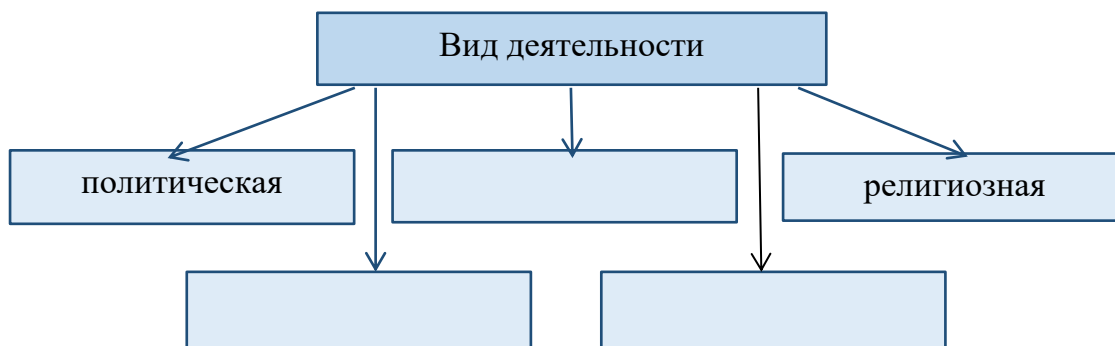 Вид деятельности
политическая
религиозная